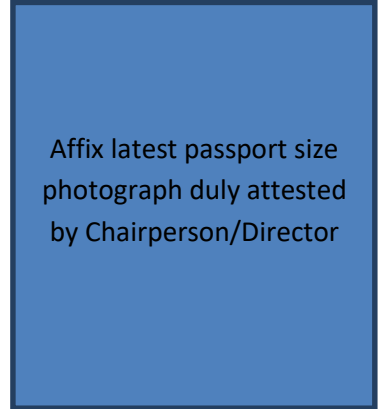 Affix latest passport size
photograph duly attested
by Chairperson/Director